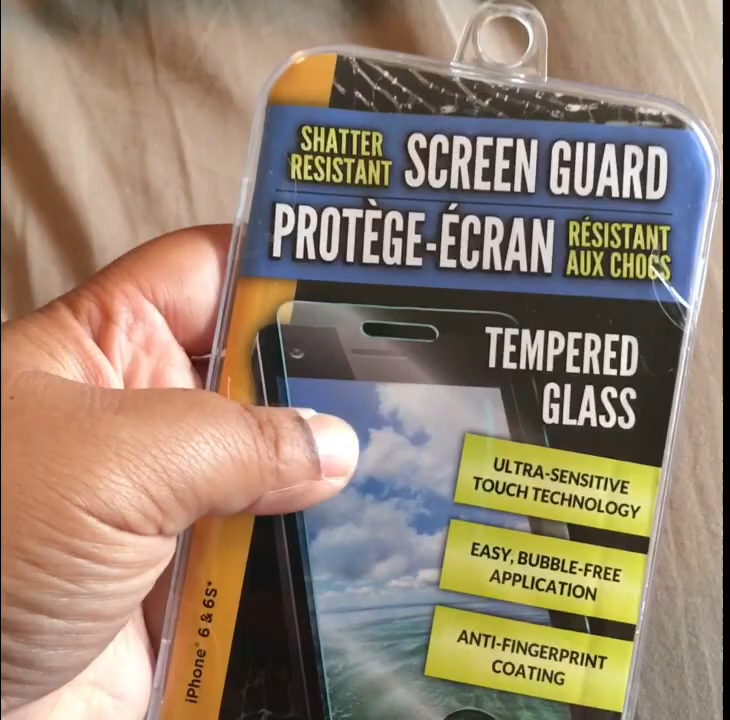 SHATTER
RESISTANT
SCREEN GUARD
PROTÈGE-ÉCRAN
RÉSISTANT
AUX CHOCS
TEMPERED
GLASS
ULTRA-SENSITIVE
TOUCH TECHNOLOGY
EASY, BUBBLE-FREE
APPLICATION
ANTI-FINGERPRINT
COATING
iPhone® 6 & 6S*